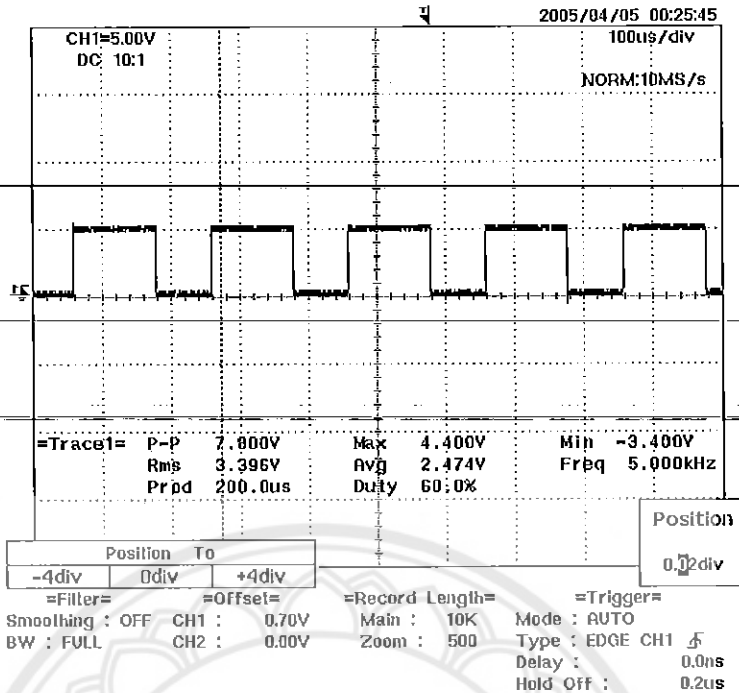 2005/04/05 00:25:45
CH1=5.00V 100us/div
DC 10:1
NORM:10MS/s
=Trace1= P-P 7.800V Max 4.400V Min -3.400V
Rms 3.396V Avg 2.474V Freq 5.000kHz
Prod 200.0us Duty 60.0%
Position
0.02div
Position To
-4div 0div +4div
=Filter= =Offset= =Record Length= =Trigger=
Smoothing : OFF CH1 : 0.70V Main : 10K Mode : AUTO
BW : FULL CH2 : 0.00V Zoom : 500 Type : EDGE CH1
Delay : 0.0ns
Hold Off : 0.2us